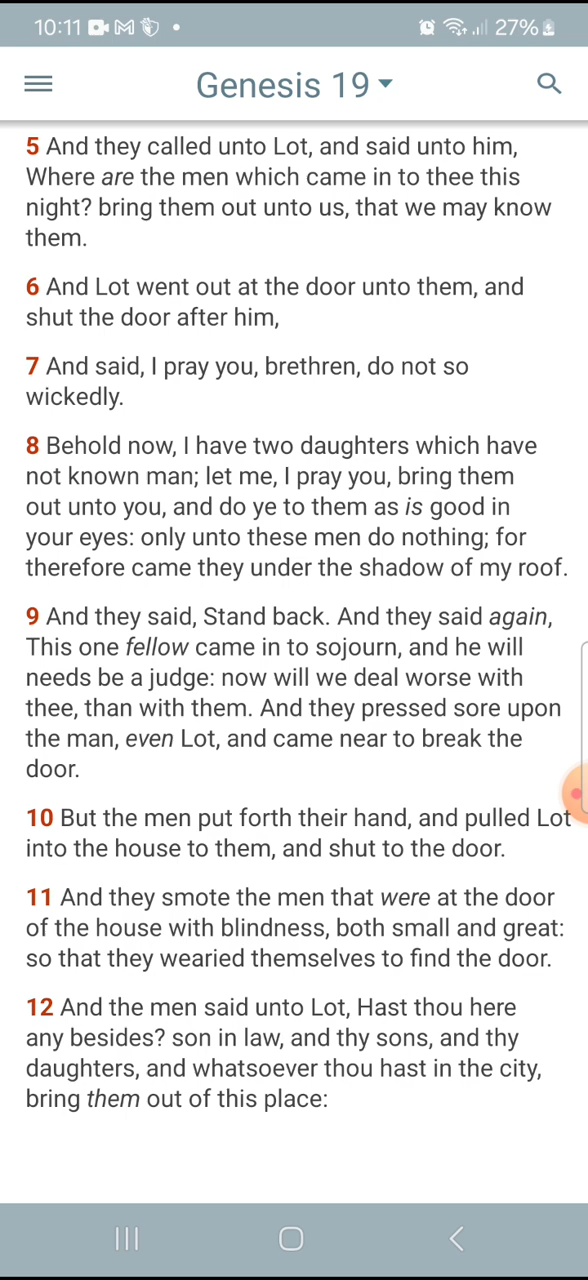 10:11
27%
Genesis 19
5 And they called unto Lot, and said unto him,
Where are the men which came in to thee this
night? bring them out unto us, that we may know
them.
6 And Lot went out at the door unto them, and
shut the door after him,
7 And said, I pray you, brethren, do not so
wickedly.
8 Behold now, I have two daughters which have
not known man; let me, I pray you, bring them
out unto you, and do ye to them as is good in
your eyes: only unto these men do nothing; for
therefore came they under the shadow of my roof.
9 And they said, Stand back. And they said again,
This one fellow came in to sojourn, and he will
needs be a judge: now will we deal worse with
thee, than with them. And they pressed sore upon
the man, even Lot, and came near to break the
door.
10 But the men put forth their hand, and pulled Lot
into the house to them, and shut to the door.
11 And they smote the men that were at the door
of the house with blindness, both small and great:
so that they wearied themselves to find the door.
12 And the men said unto Lot, Hast thou here
any besides? son in law, and thy sons, and thy
daughters, and whatsoever thou hast in the city,
bring them out of this place: